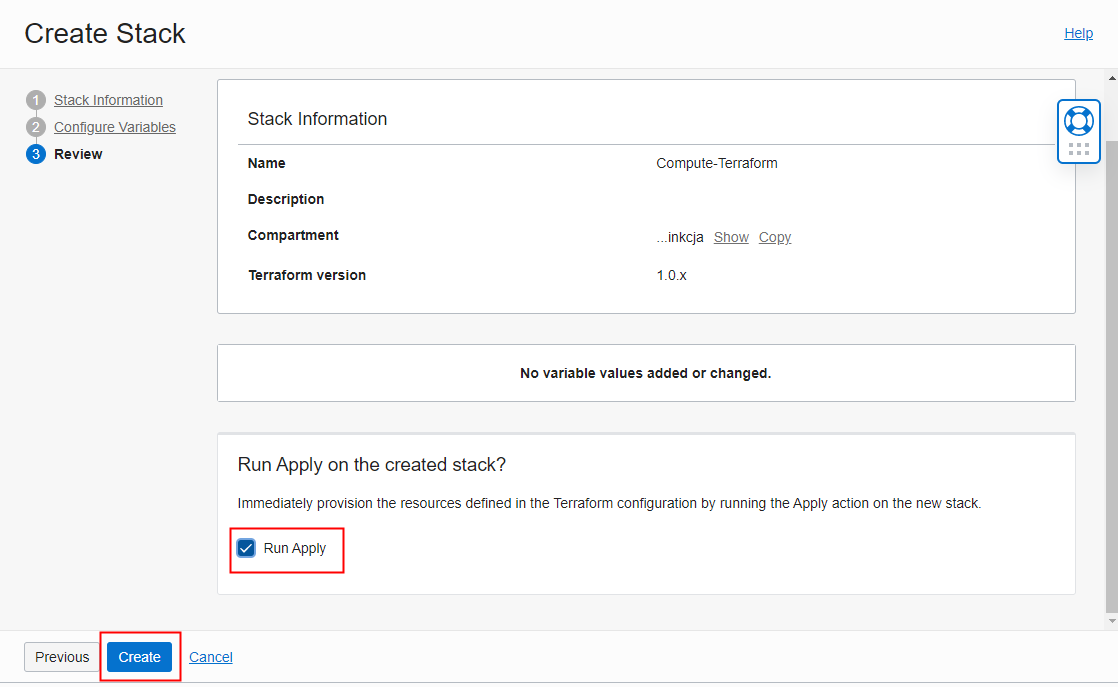 Create Stack
Help
1 Stack Information
2 Configure Variables
3 Review
Stack Information
Name Compute-Terraform
Description
Compartment ...inkcja Show Copy
Terraform version 1.0.x
No variable values added or changed.
Run Apply on the created stack?
Immediately provision the resources defined in the Terraform configuration by running the Apply action on the new stack.
Run Apply
Previous Create Cancel